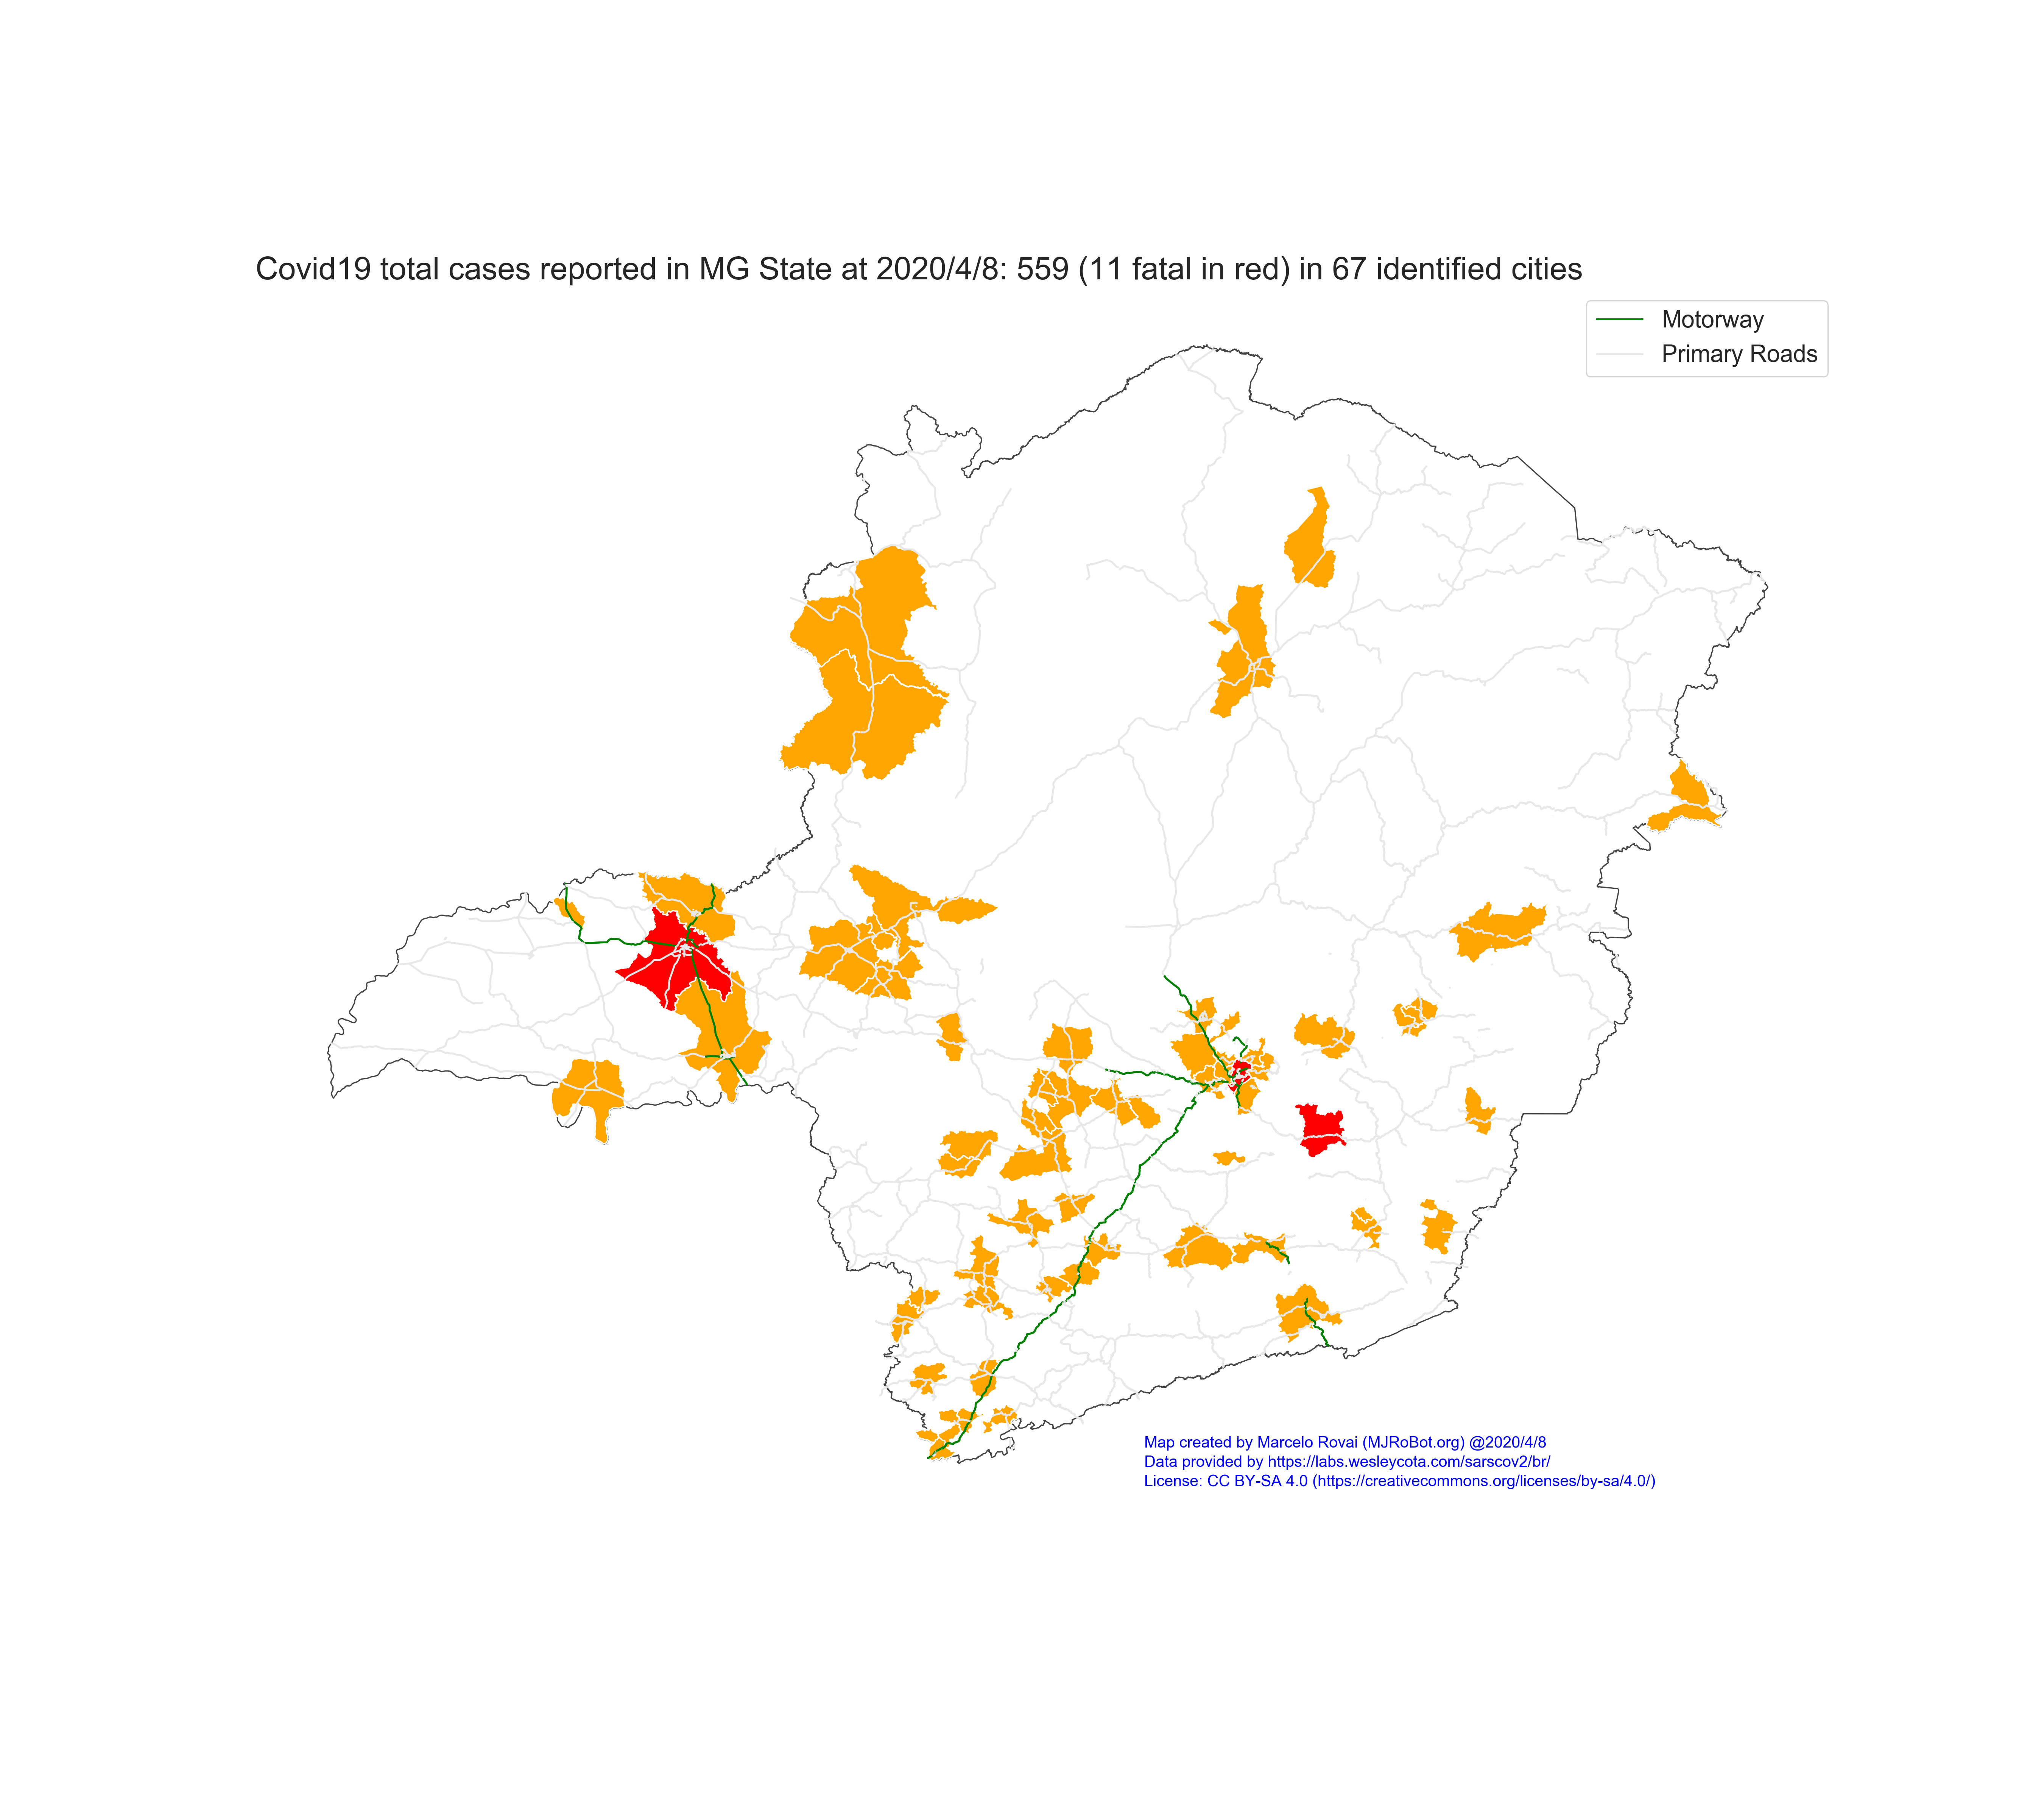 Covid19 total cases reported in MG State at 2020/4/8: 559 (11 fatal in red) in 67 identified cities
Motorway
Primary Roads
Map created by Marcelo Rovai (MJRoBot.org) @2020/4/8
Data provided by https://labs.wesleycota.com/sarscov2/br/
License: CC BY-SA 4.0 (https://creativecommons.org/licenses/by-sa/4.0/)